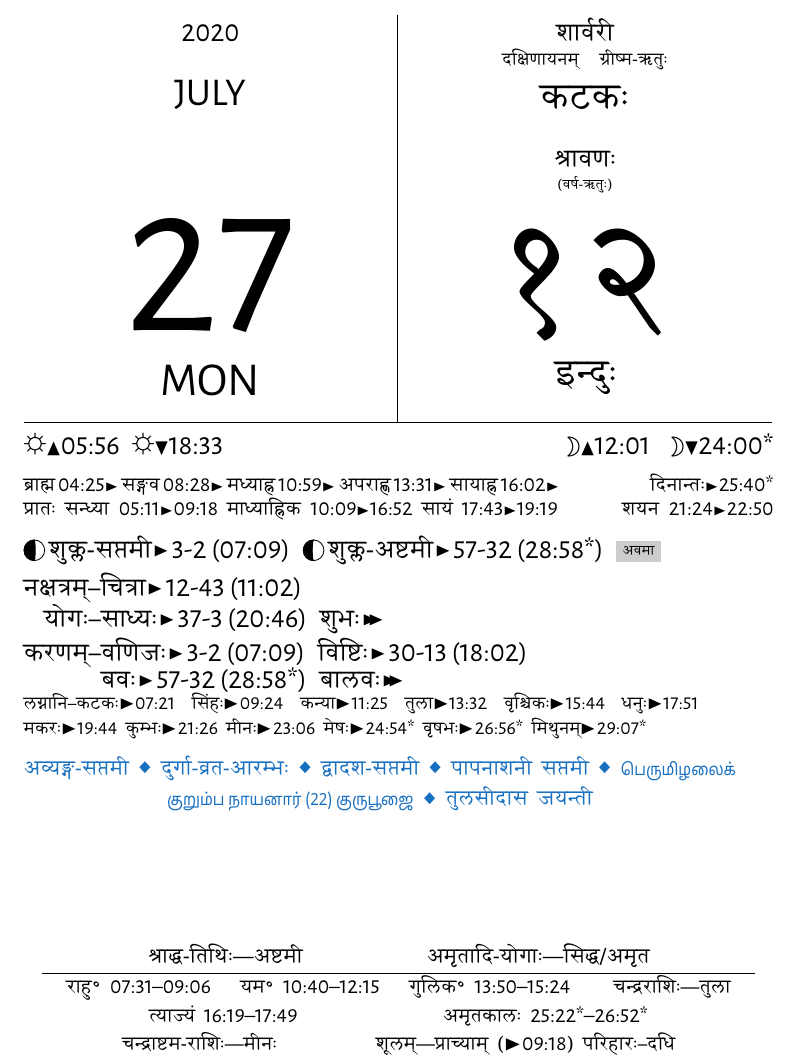 2020
JULY
27
MON
शार्वरी
दक्षिणायनम् ग्रीष्म-ऋतुः
कटकः
श्रावणः
(वर्ष-ऋतुः)
१२
इन्दुः
☼▲05:56 ☼▼18:33 ☽▲12:01 ☽▼24:00*
ब्राह्म 04:25► सङ्गव 08:28► मध्याह्न 10:59► अपराह्ण 13:31► सायाह्न 16:02► दिनान्तः►25:40*
प्रातः सन्ध्या 05:11►09:18 माध्याह्निक 10:09►16:52 सायं 17:43►19:19 शयन 21:24►22:50
शुक्ल-सप्तमी►3-2 (07:09) शुक्ल-अष्टमी►57-32 (28:58*) अवमा
नक्षत्रम्–चित्रा►12-43 (11:02)
योगः–साध्यः►37-3 (20:46) शुभः►►
करणम्–वणिजः►3-2 (07:09) विष्टिः►30-13 (18:02)
बवः►57-32 (28:58*) बालवः►►
लग्नानि–कटकः►07:21 सिंहः►09:24 कन्या►11:25 तुला►13:32 वृश्चिकः►15:44 धनुः►17:51
मकरः►19:44 कुम्भः►21:26 मीनः►23:06 मेषः►24:54* वृषभः►26:56* मिथुनम्►29:07*
अव्यङ्ग-सप्तमी ◆ दुर्गा-व्रत-आरम्भः ◆ द्वादश-सप्तमी ◆ पापनाशनी सप्तमी ◆ பெருமிழலைக்
குறும்ப நாயனார் (22) குருபூஜை ◆ तुलसीदास जयन्ती
श्राद्ध-तिथिः—अष्टमी अमृतादि-योगाः—सिद्ध/अमृत
राहु° 07:31–09:06 यम° 10:40–12:15 गुलिक° 13:50–15:24 चन्द्रराशिः—तुला
त्याज्यं 16:19–17:49 अमृतकालः 25:22*–26:52*
चन्द्राष्टम-राशिः—मीनः शूलम्—प्राच्याम् (►09:18) परिहारः–दधि